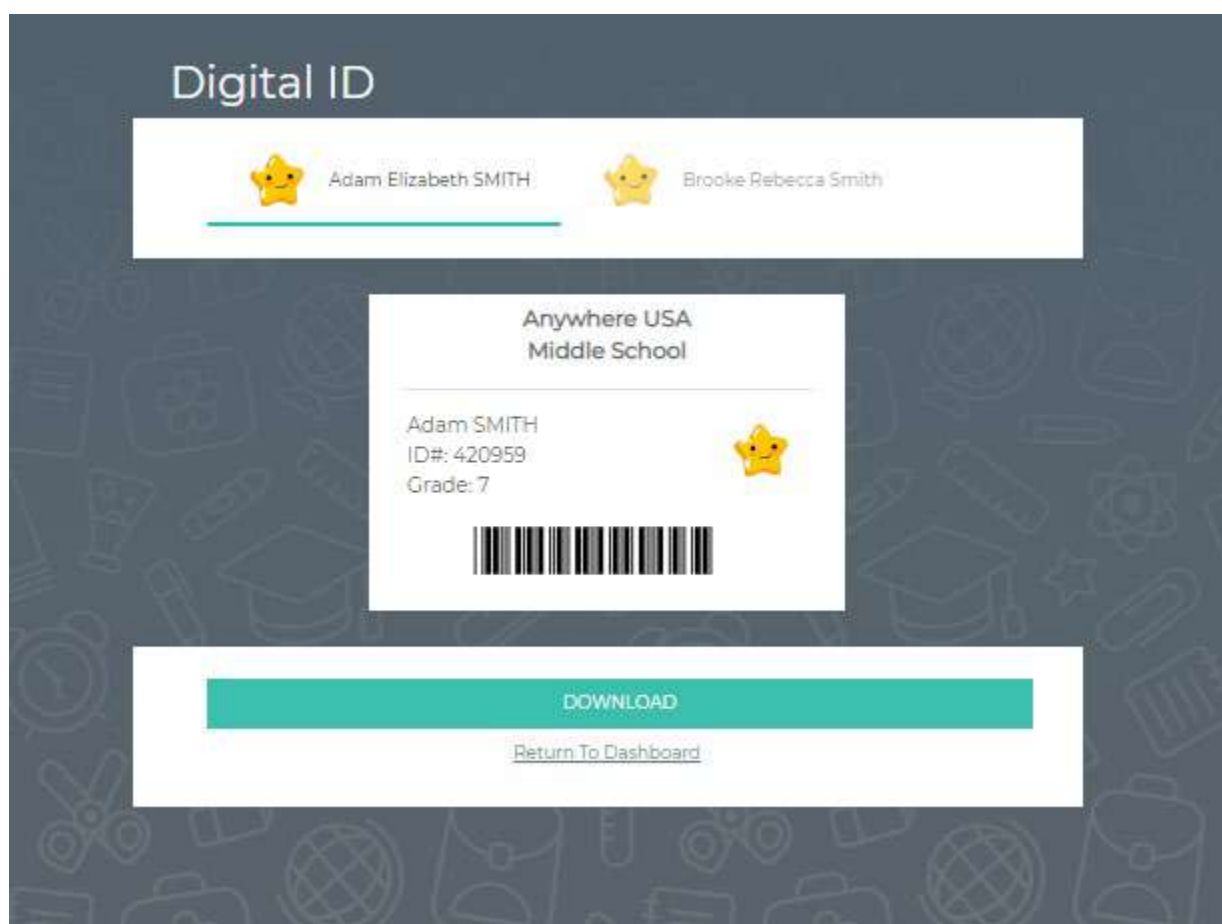 Digital ID
Adam Elizabeth SMITH
Brooke Rebecca Smith
Anywhere USA
Middle School
Adam SMITH
ID#: 420959
Grade: 7
DOWNLOAD
Return To Dashboard